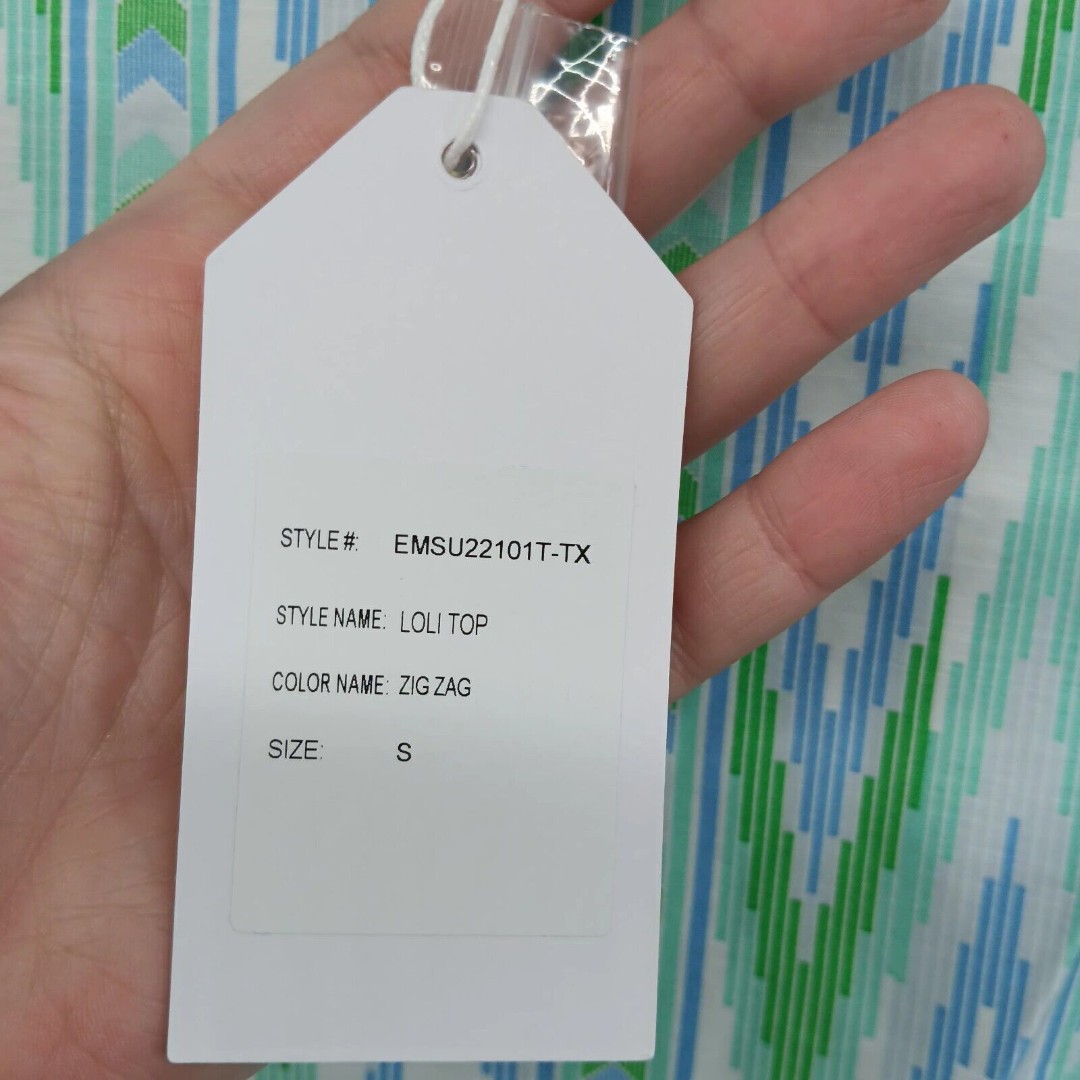 STYLE#: EMSU22101T-TX
STYLE NAME: LOLI TOP
COLOR NAME: ZIG ZAG
SIZE: S